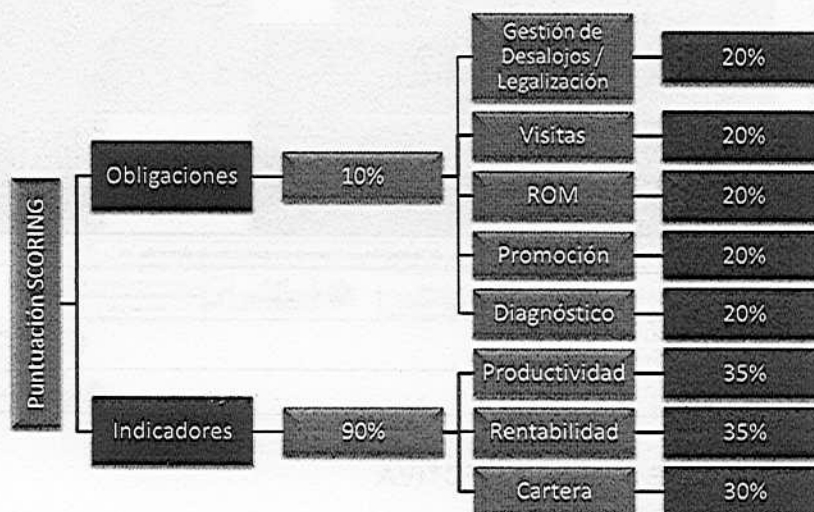 Puntuación SCORING
Obligaciones
10%
Gestión de
Desalojos /
Legalización
20%
Visitas
20%
ROM
20%
Promoción
20%
Diagnóstico
20%
Indicadores
90%
Productividad
35%
Rentabilidad
35%
Cartera
30%